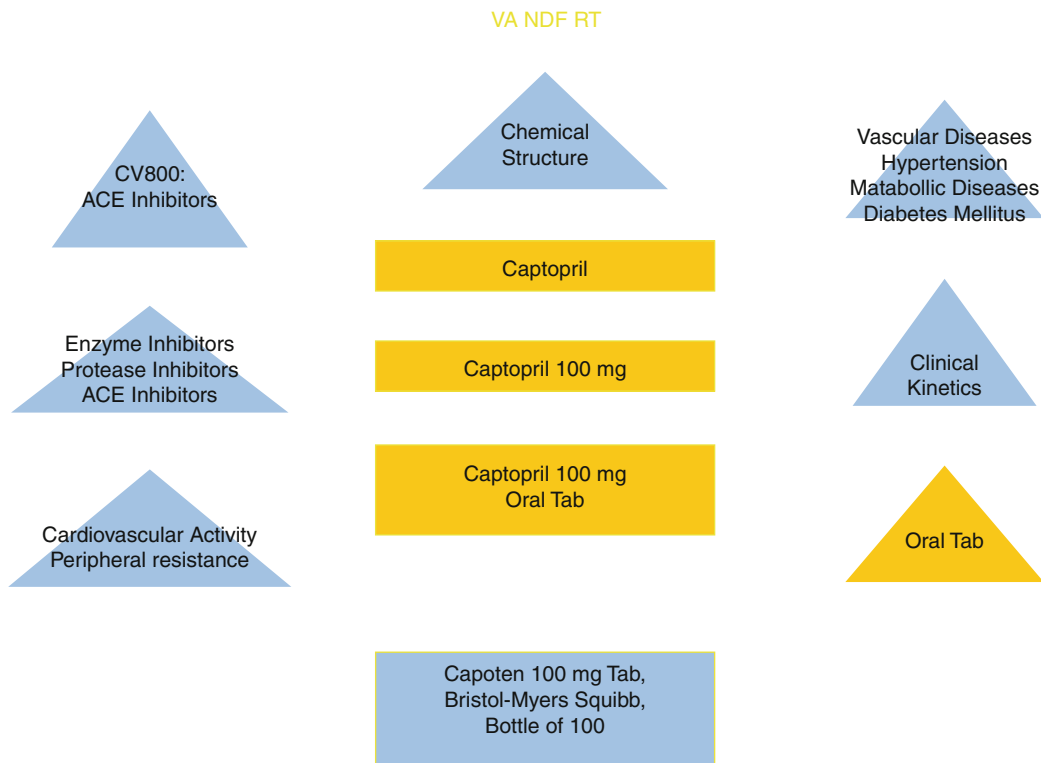 VA NDF RT
CV800:
ACE Inhibitors
Chemical
Structure
Vascular Diseases
Hypertension
Matabollic Diseases
Diabetes Mellitus
Captopril
Enzyme Inhibitors
Protease Inhibitors
ACE Inhibitors
Captopril 100 mg
Clinical
Kinetics
Cardiovascular Activity
Peripheral resistance
Captopril 100 mg
Oral Tab
Oral Tab
Capoten 100 mg Tab,
Bristol-Myers Squibb,
Bottle of 100